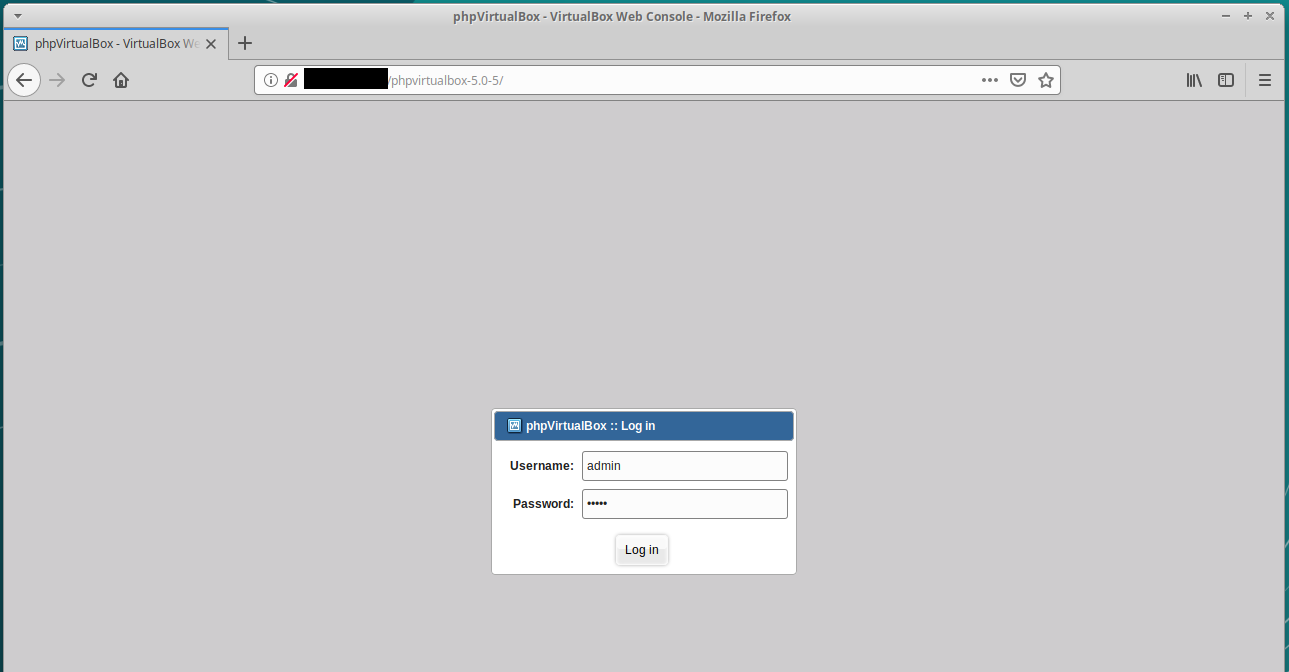 phpVirtualBox - VirtualBox Web Console - Mozilla Firefox
phpVirtualBox - VirtualBox We
/phpvirtualbox-5.0-5/
phpVirtualBox :: Log in
Username: admin
Password: •••••
Log in